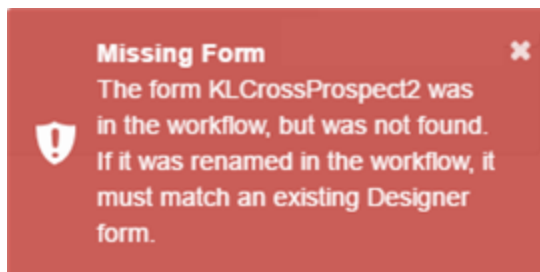 Missing Form
The form KLCrossProspect2 was
in the workflow, but was not found.
If it was renamed in the workflow, it
must match an existing Designer
form.